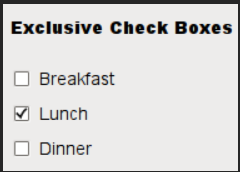 Exclusive Check Boxes
Breakfast
Lunch
Dinner